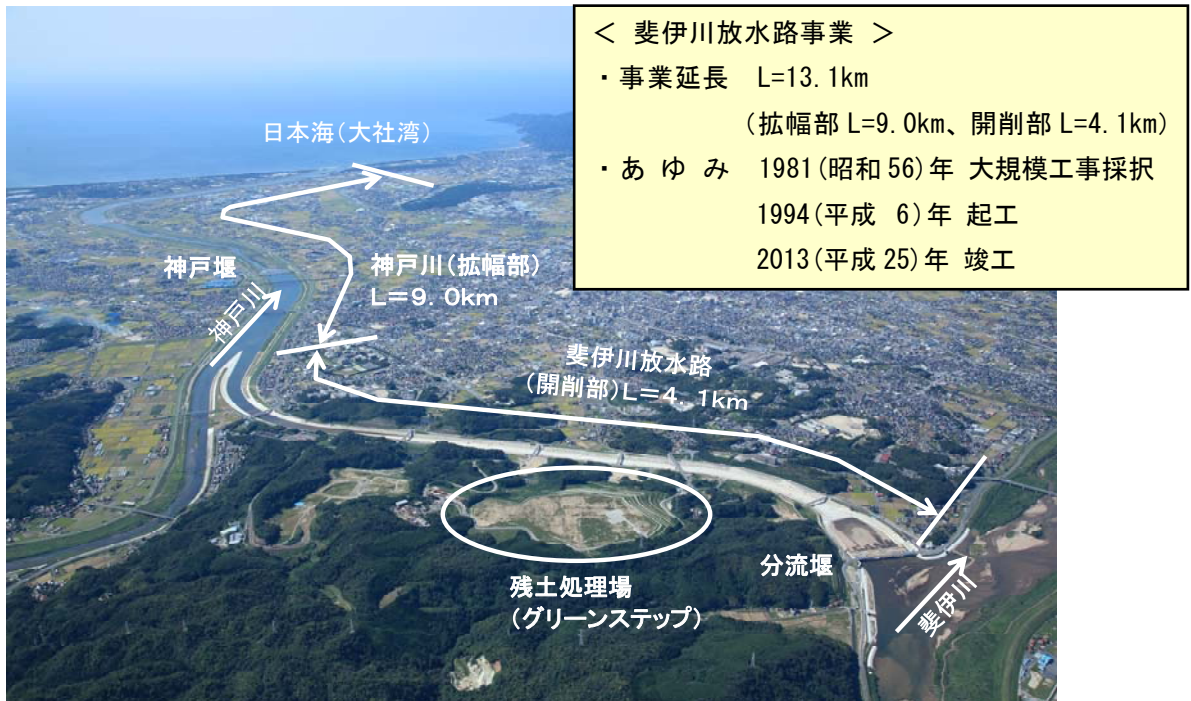 < 斐伊川放水路事業 >
・事業延長 L=13.1km
(拡幅部 L=9.0km、開削部 L=4.1km)
・あ ゆ み 1981(昭和 56)年 大規模工事採択
1994(平成 6)年 起工
2013(平成 25)年 竣工
日本海(大社湾)
神戸堰
神戸川(拡幅部)
L=9.0km
神戸川
斐伊川放水路
(開削部)L=4.1km
分流堰
残土処理場
(グリーンステップ)
斐伊川